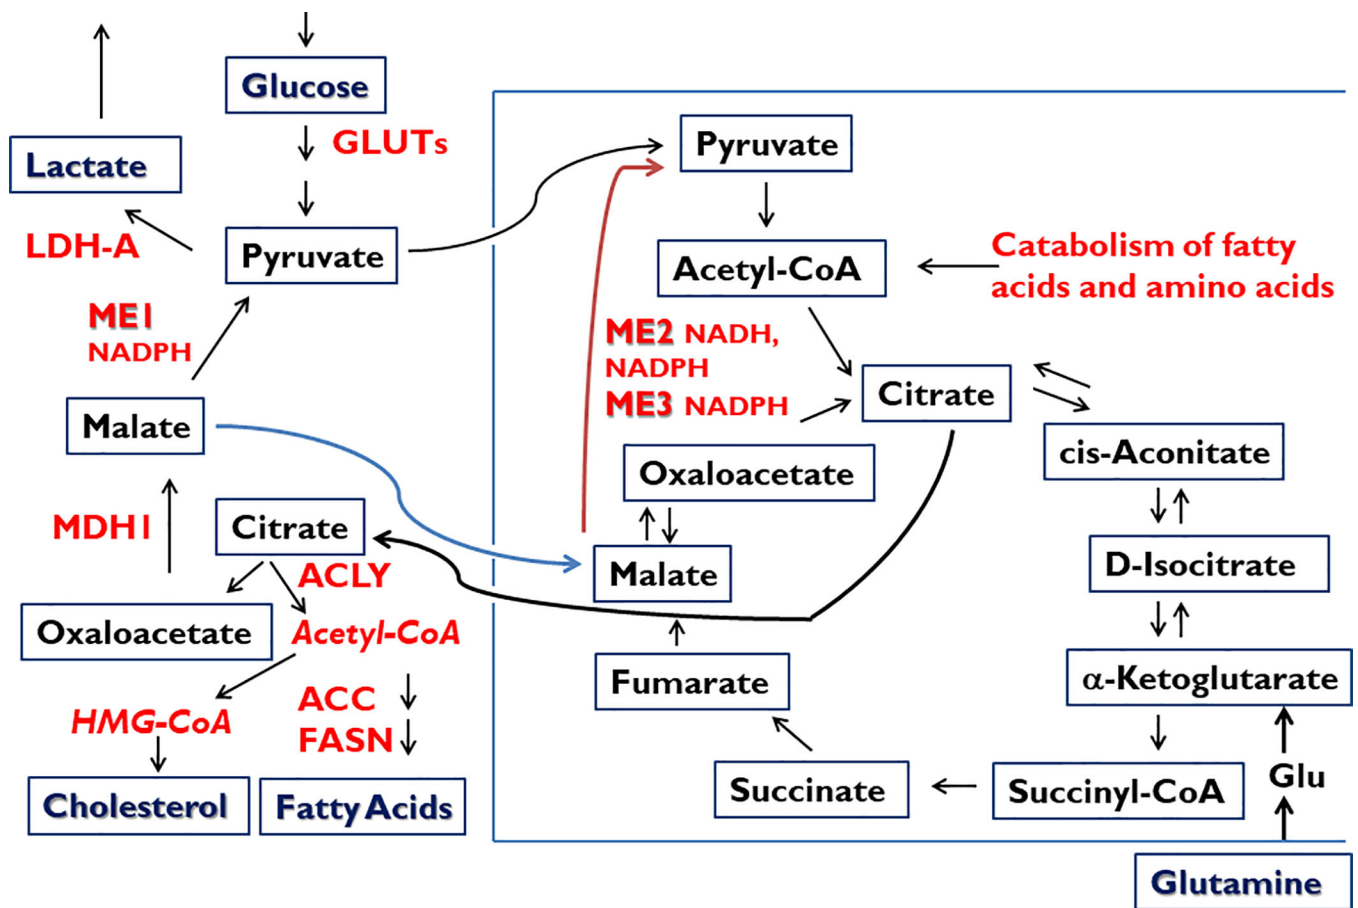 Glucose
GLUTs
Lactate
LDH-A
Pyruvate
ME1
NADPH
Malate
MDH1
Citrate
ACLY
Oxaloacetate
Acetyl-CoA
HMG-CoA
ACC
FASN
Cholesterol
Fatty Acids
Pyruvate
Acetyl-CoA
Catabolism of fatty
acids and amino acids
ME2 NADH,
NADPH
ME3 NADPH
Citrate
Oxaloacetate
cis-Aconitate
Malate
D-Isocitrate
Fumarate
α-Ketoglutarate
Succinate
Succinyl-CoA
Glu
Glutamine